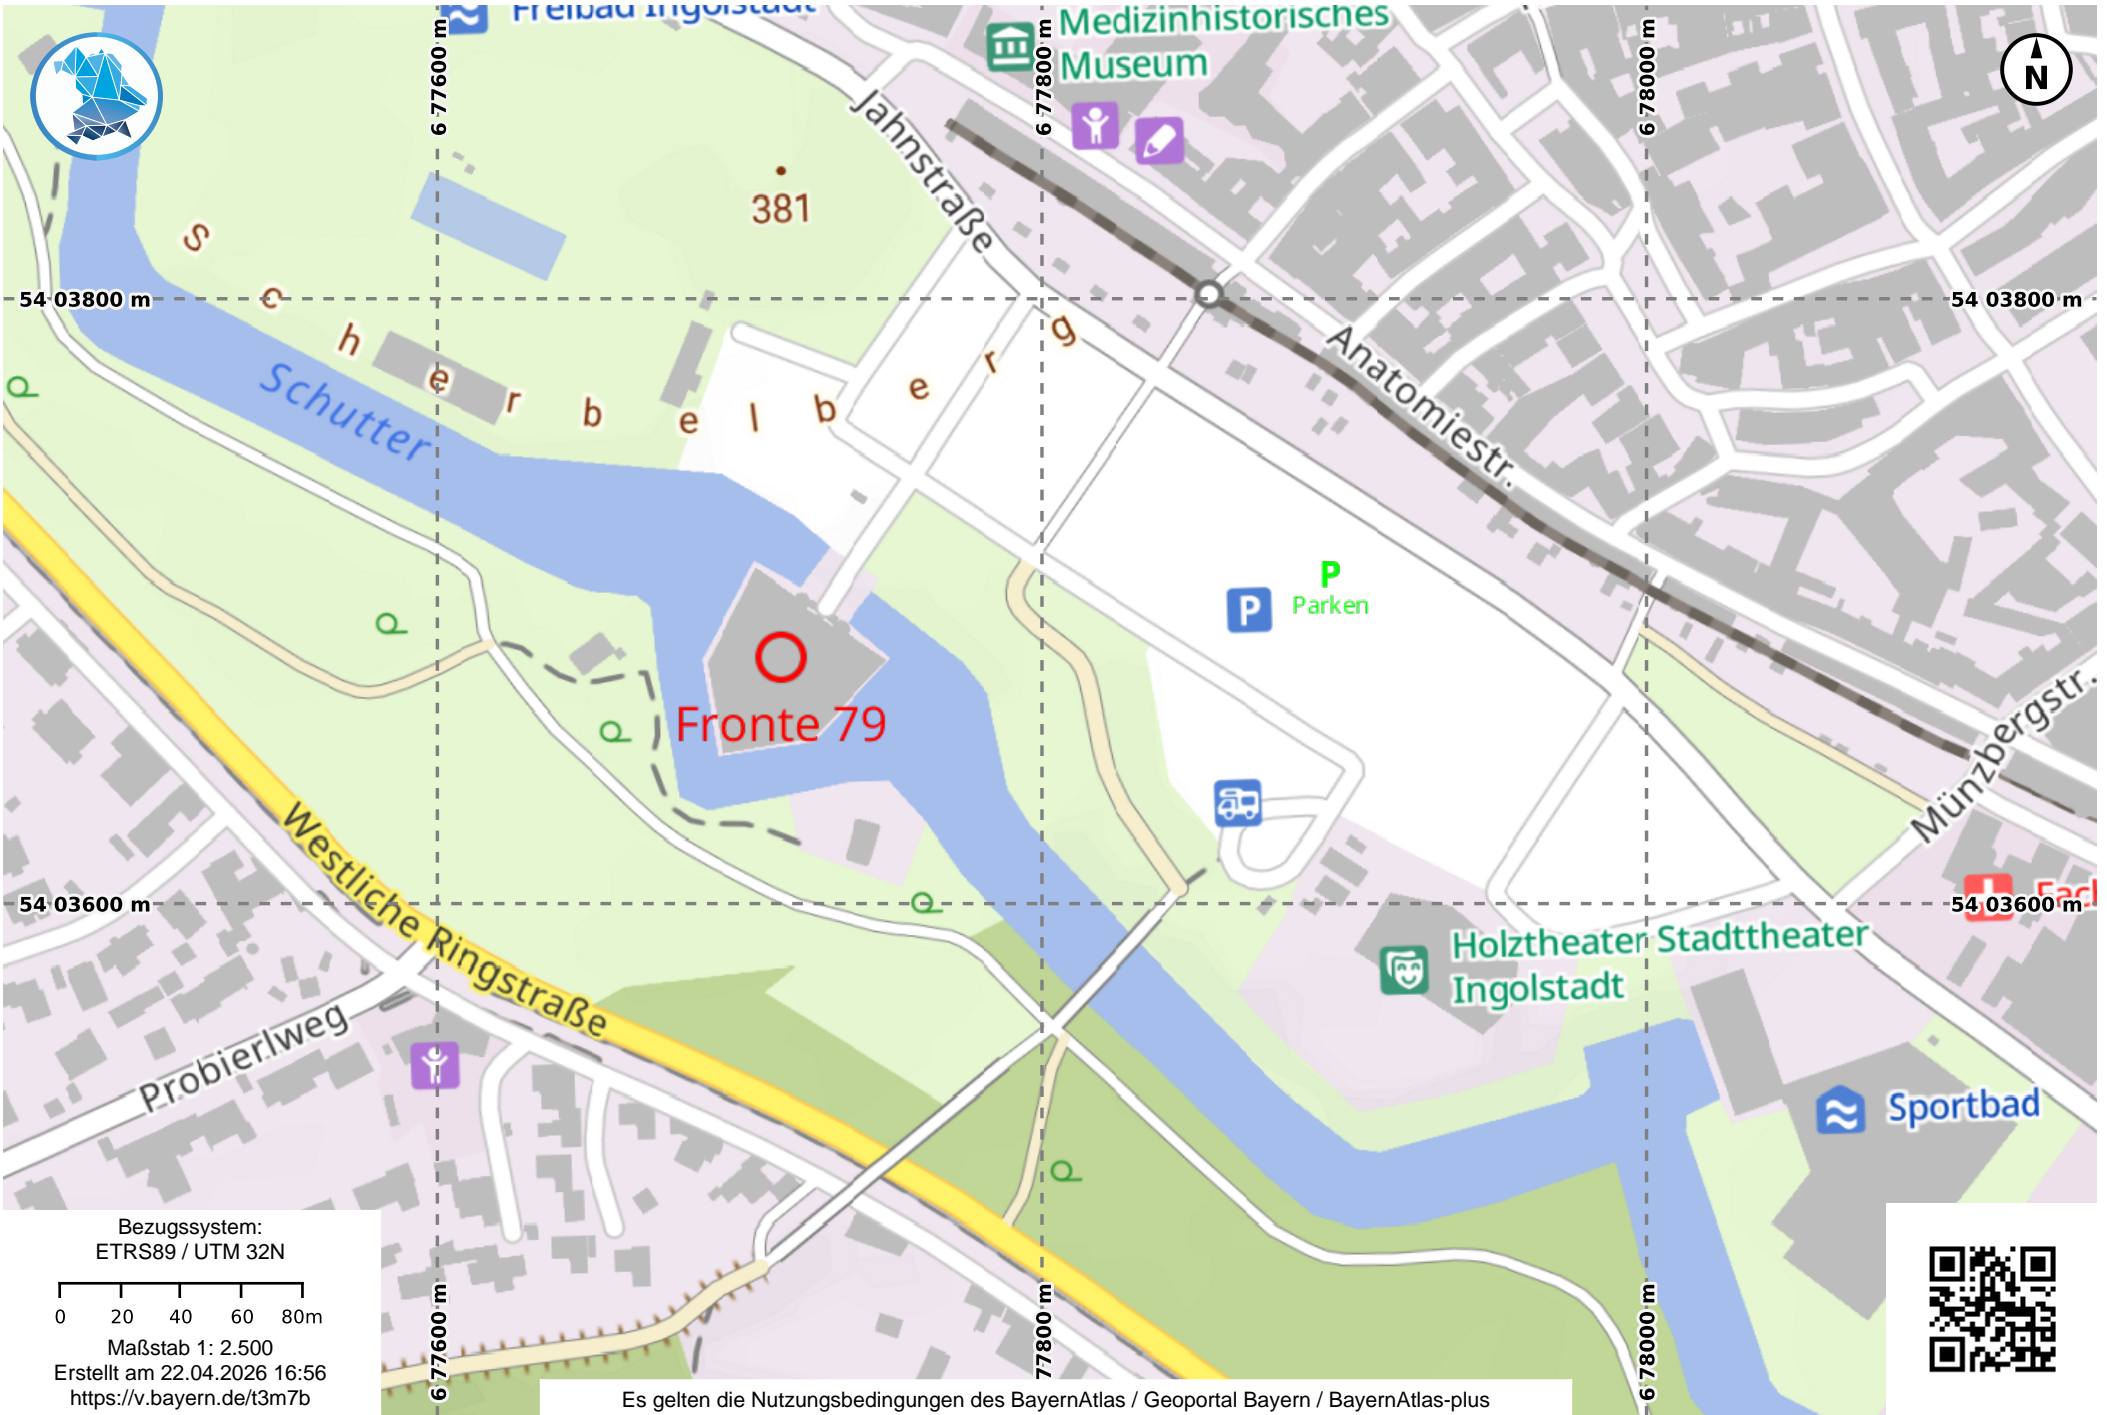 Freibad Ingolstadt
Medizinhistorisches
Museum
N
6 77600 m
6 77800 m
6 78000 m
Jahnstraße
381
S c h e r b e l b e r g
54 03800 m
54 03800 m
Schutter
Anatomiestr.
P
P
Parken
Fronte 79
Münzbergstr.
Westliche Ringstraße
54 03600 m
54 03600 m
Holztheater Stadttheater
Ingolstadt
Probierlweg
Sportbad
Bezugssystem:
ETRS89 / UTM 32N
0 20 40 60 80m
Maßstab 1: 2.500
Erstellt am 22.04.2026 16:56
https://v.bayern.de/t3m7b
6 77600 m
77800 m
6 78000 m
Es gelten die Nutzungsbedingungen des BayernAtlas / Geoportal Bayern / BayernAtlas-plus